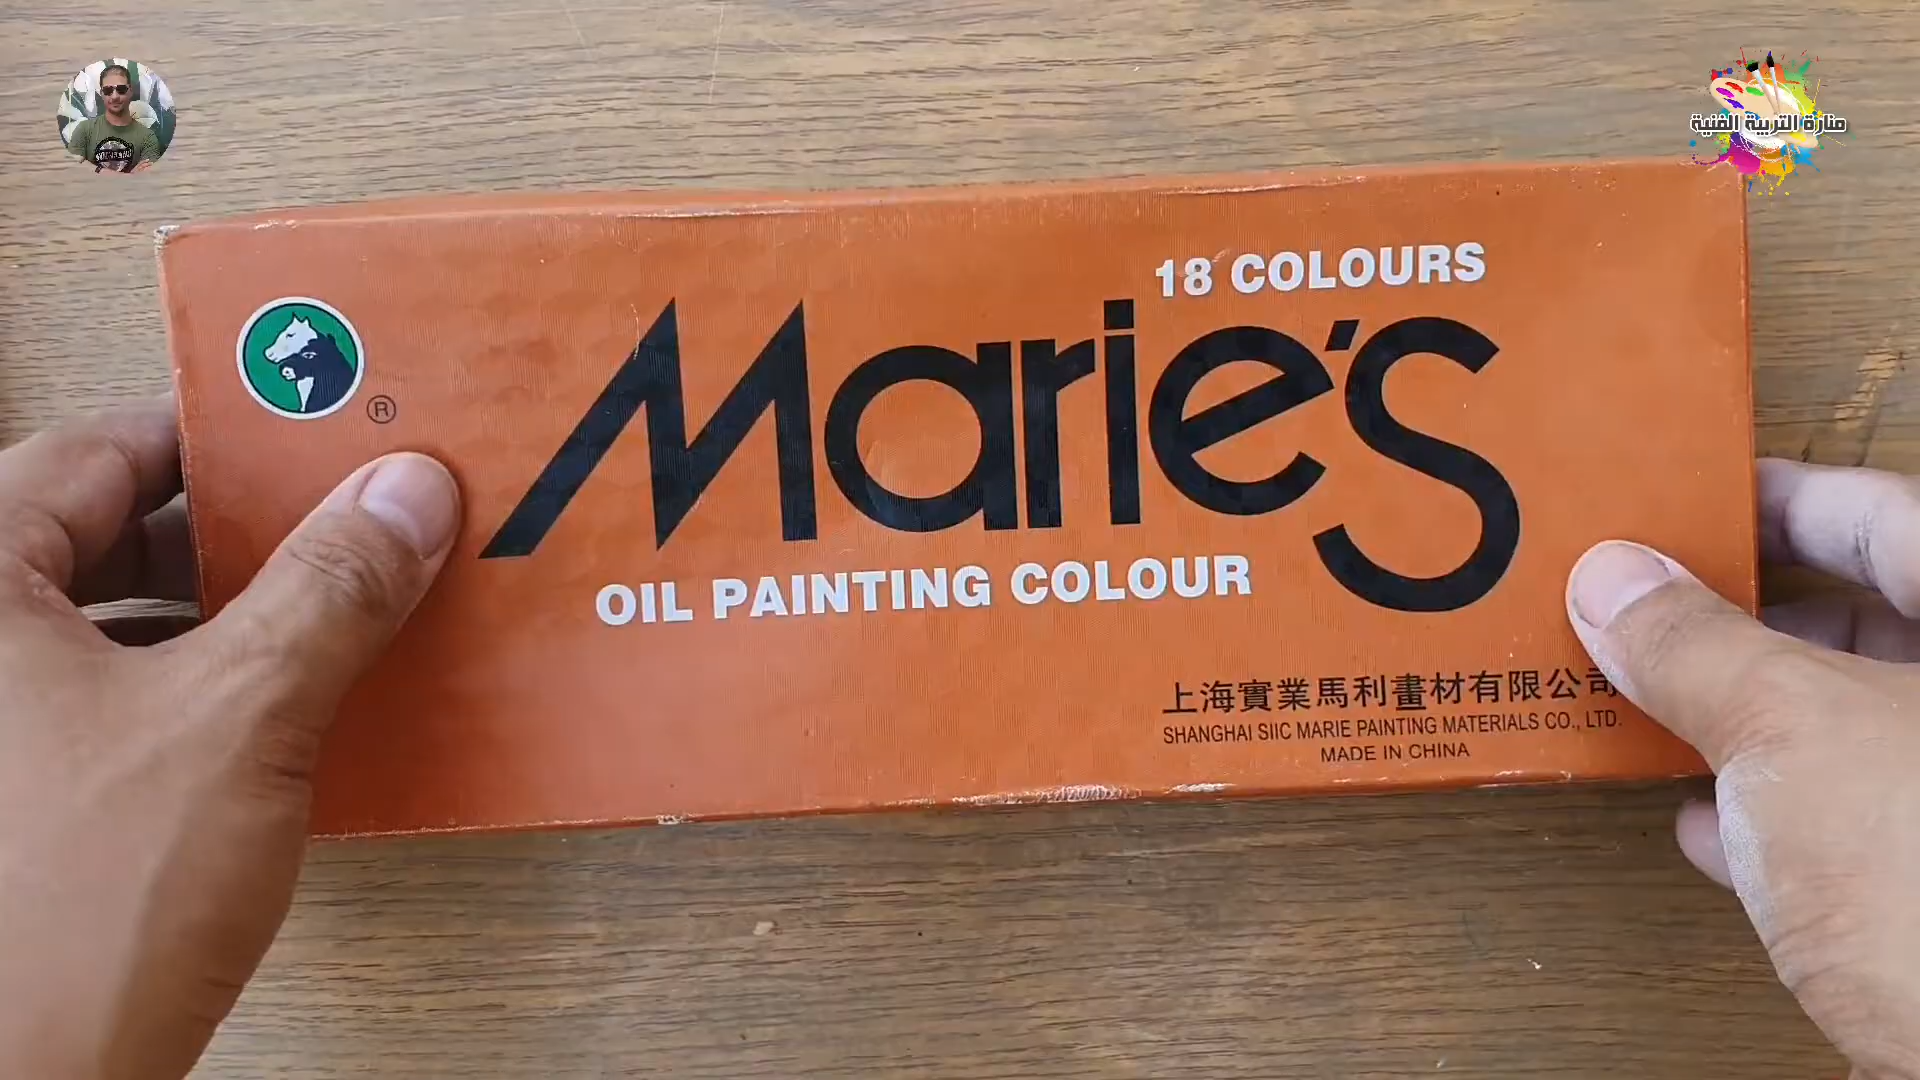 منارة التربية الفنية
18 COLOURS
®
Marie's
OIL PAINTING COLOUR
上海實業馬利畫材有限公司
SHANGHAI SIIC MARIE PAINTING MATERIALS CO., LTD.
MADE IN CHINA